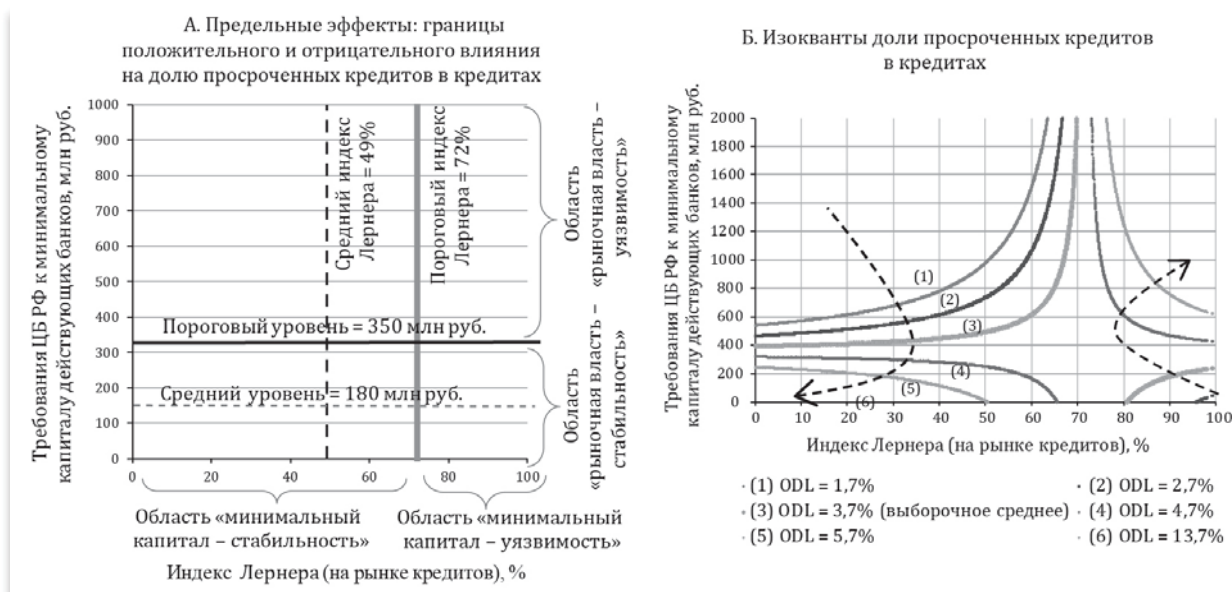 А. Предельные эффекты: границы
положительного и отрицательного влияния
на долю просроченных кредитов в кредитах
Требования ЦБ РФ к минимальному
капиталу действующих банков, млн руб.
1000
900
800
700
600
500
400
300
200
100
0
Средний индекс
Лернера = 49%
Пороговый индекс
Лернера = 72%
Пороговый уровень = 350 млн руб.
Средний уровень = 180 млн руб.
0 20 40 60 80 100
Область
«рыночная власть –
уязвимость»
Область
«рыночная власть –
стабильность»
Область «минимальный
капитал – стабильность»
Область «минимальный
капитал – уязвимость»
Индекс Лернера (на рынке кредитов), %
Б. Изокванты доли просроченных кредитов
в кредитах
Требования ЦБ РФ к минимальному
капиталу действующих банков, млн руб.
2000
1800
1600
1400
1200
1000
800
600
400
200
0
(1)
(2)
(3)
(4)
(5)
(6)
0 10 20 30 40 50 60 70 80 90 100
Индекс Лернера (на рынке кредитов), %
(1) ODL = 1,7%
(2) ODL = 2,7%
(3) ODL = 3,7% (выборочное среднее)
(4) ODL = 4,7%
(5) ODL = 5,7%
(6) ODL = 13,7%